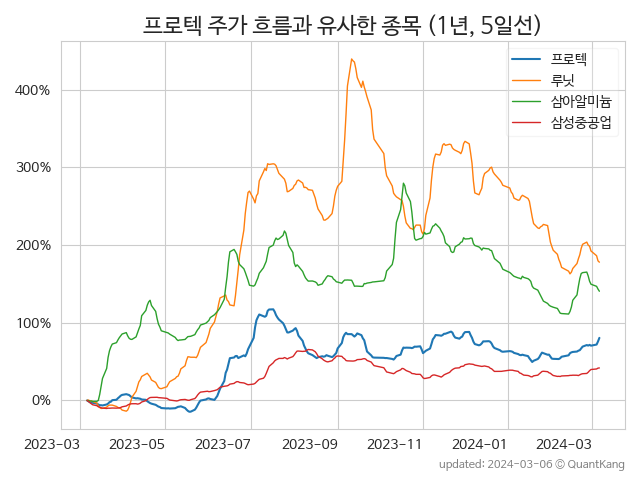 프로텍 주가 흐름과 유사한 종목 (1년, 5일선)
프로텍
루닛
삼아알미늄
삼성중공업
400%
300%
200%
100%
0%
2023-03 2023-05 2023-07 2023-09 2023-11 2024-01 2024-03
updated: 2024-03-06 © QuantKang